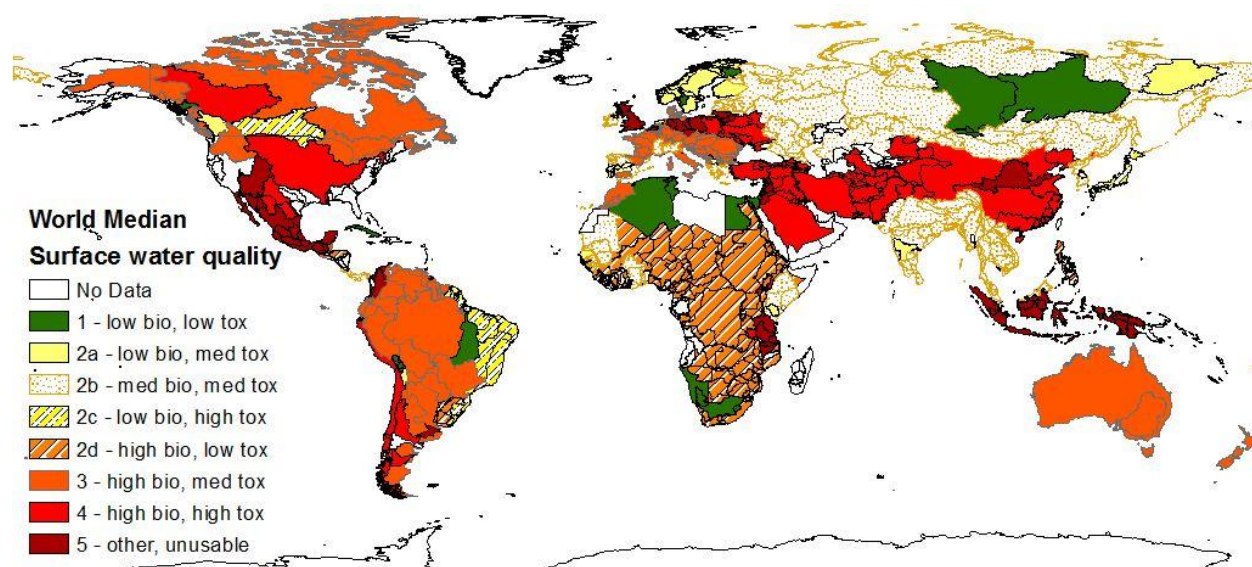 World Median
Surface water quality
No Data
1 - low bio, low tox
2a - low bio, med tox
2b - med bio, med tox
2c - low bio, high tox
2d - high bio, low tox
3 - high bio, med tox
4 - high bio, high tox
5 - other, unusable